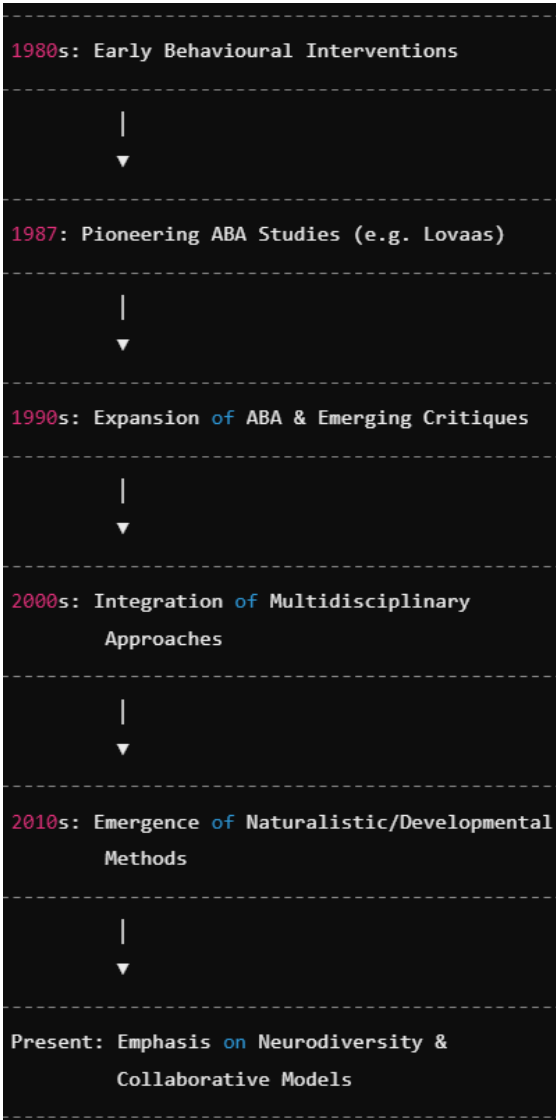 1980s: Early Behavioural Interventions
1987: Pioneering ABA Studies (e.g. Lovaas)
1990s: Expansion of ABA & Emerging Critiques
2000s: Integration of Multidisciplinary
Approaches
2010s: Emergence of Naturalistic/Developmental
Methods
Present: Emphasis on Neurodiversity &
Collaborative Models